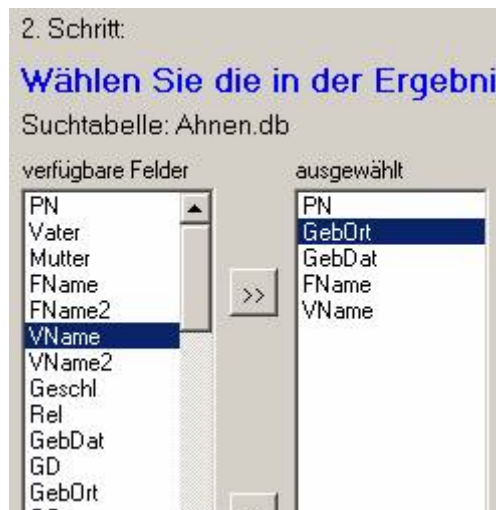 2. Schritt:
Wählen Sie die in der Ergebni
Suchtabelle: Ahnen.db
verfügbare Felder
PN
Vater
Mutter
FName
FName2
VName
VName2
Geschl
Rel
GebDat
GD
GebOrt
>>
ausgewählt
PN
GebOrt
GebDat
FName
VName